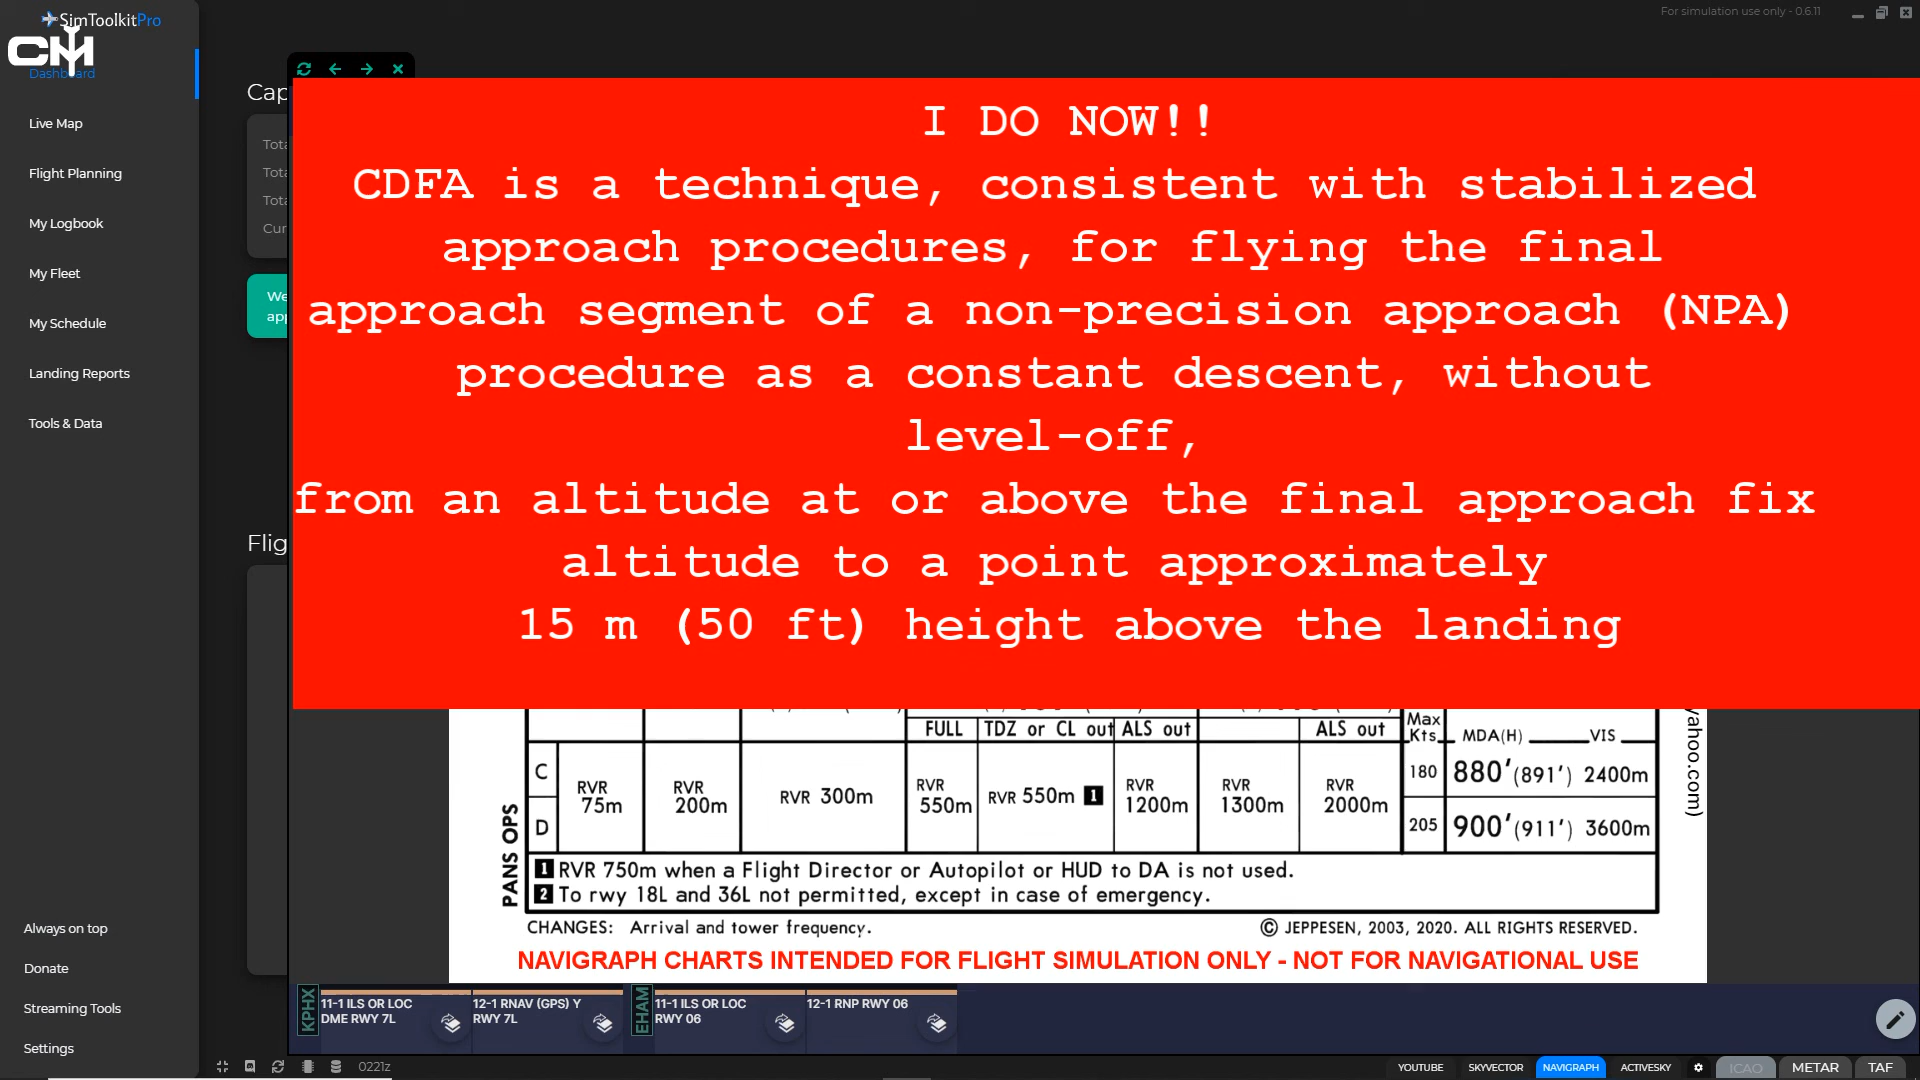 SimToolkitPro
For simulation use only - 0.6.11
CM
Dashboard
Live Map
Flight Planning
My Logbook
My Fleet
My Schedule
Landing Reports
Tools & Data
Always on top
Donate
Streaming Tools
Settings
I DO NOW!!
CDFA is a technique, consistent with stabilized
approach procedures, for flying the final
approach segment of a non-precision approach (NPA)
procedure as a constant descent, without
level-off,
from an altitude at or above the final approach fix
altitude to a point approximately
15 m (50 ft) height above the landing
FULL TDZ or CL out ALS out ALS out Max Kts MDA(H) VIS
PANS OPS
C 180 880'(891') 2400m
RVR 75m RVR 200m RVR 300m RVR 550m RVR 550m 1 RVR 1200m RVR 1300m RVR 2000m
D 205 900'(911') 3600m
1 RVR 750m when a Flight Director or Autopilot or HUD to DA is not used.
2 To rwy 18L and 36L not permitted, except in case of emergency.
CHANGES: Arrival and tower frequency. © JEPPESEN, 2003, 2020. ALL RIGHTS RESERVED.
yahoo.com)
NAVIGRAPH CHARTS INTENDED FOR FLIGHT SIMULATION ONLY - NOT FOR NAVIGATIONAL USE
KPHX
11-1 ILS OR LOC
DME RWY 7L
12-1 RNAV (GPS) Y
RWY 7L
EHAM
11-1 ILS OR LOC
RWY 06
12-1 RNP RWY 06
0221z
YOUTUBE SKYVECTOR NAVIGRAPH ACTIVESKY ICAO METAR TAF